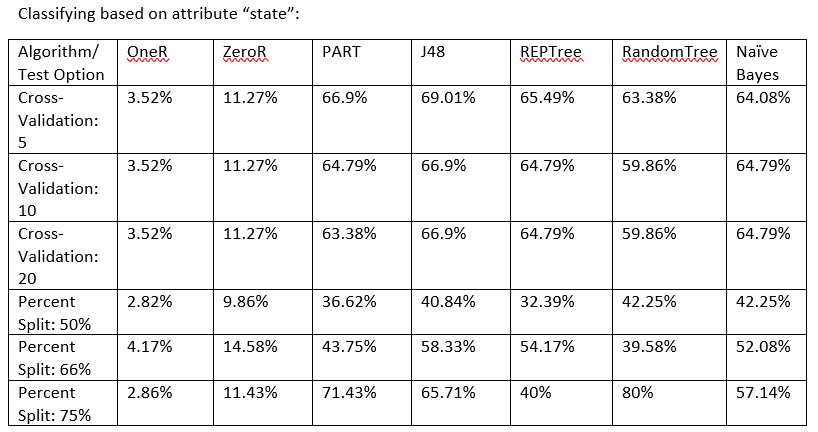 Classifying based on attribute “state”:
Algorithm/ Test Option OneR ZeroR PART J48 REPTree RandomTree Naïve Bayes
Cross-Validation: 5 3.52% 11.27% 66.9% 69.01% 65.49% 63.38% 64.08%
Cross-Validation: 10 3.52% 11.27% 64.79% 66.9% 64.79% 59.86% 64.79%
Cross-Validation: 20 3.52% 11.27% 63.38% 66.9% 64.79% 59.86% 64.79%
Percent Split: 50% 2.82% 9.86% 36.62% 40.84% 32.39% 42.25% 42.25%
Percent Split: 66% 4.17% 14.58% 43.75% 58.33% 54.17% 39.58% 52.08%
Percent Split: 75% 2.86% 11.43% 71.43% 65.71% 40% 80% 57.14%